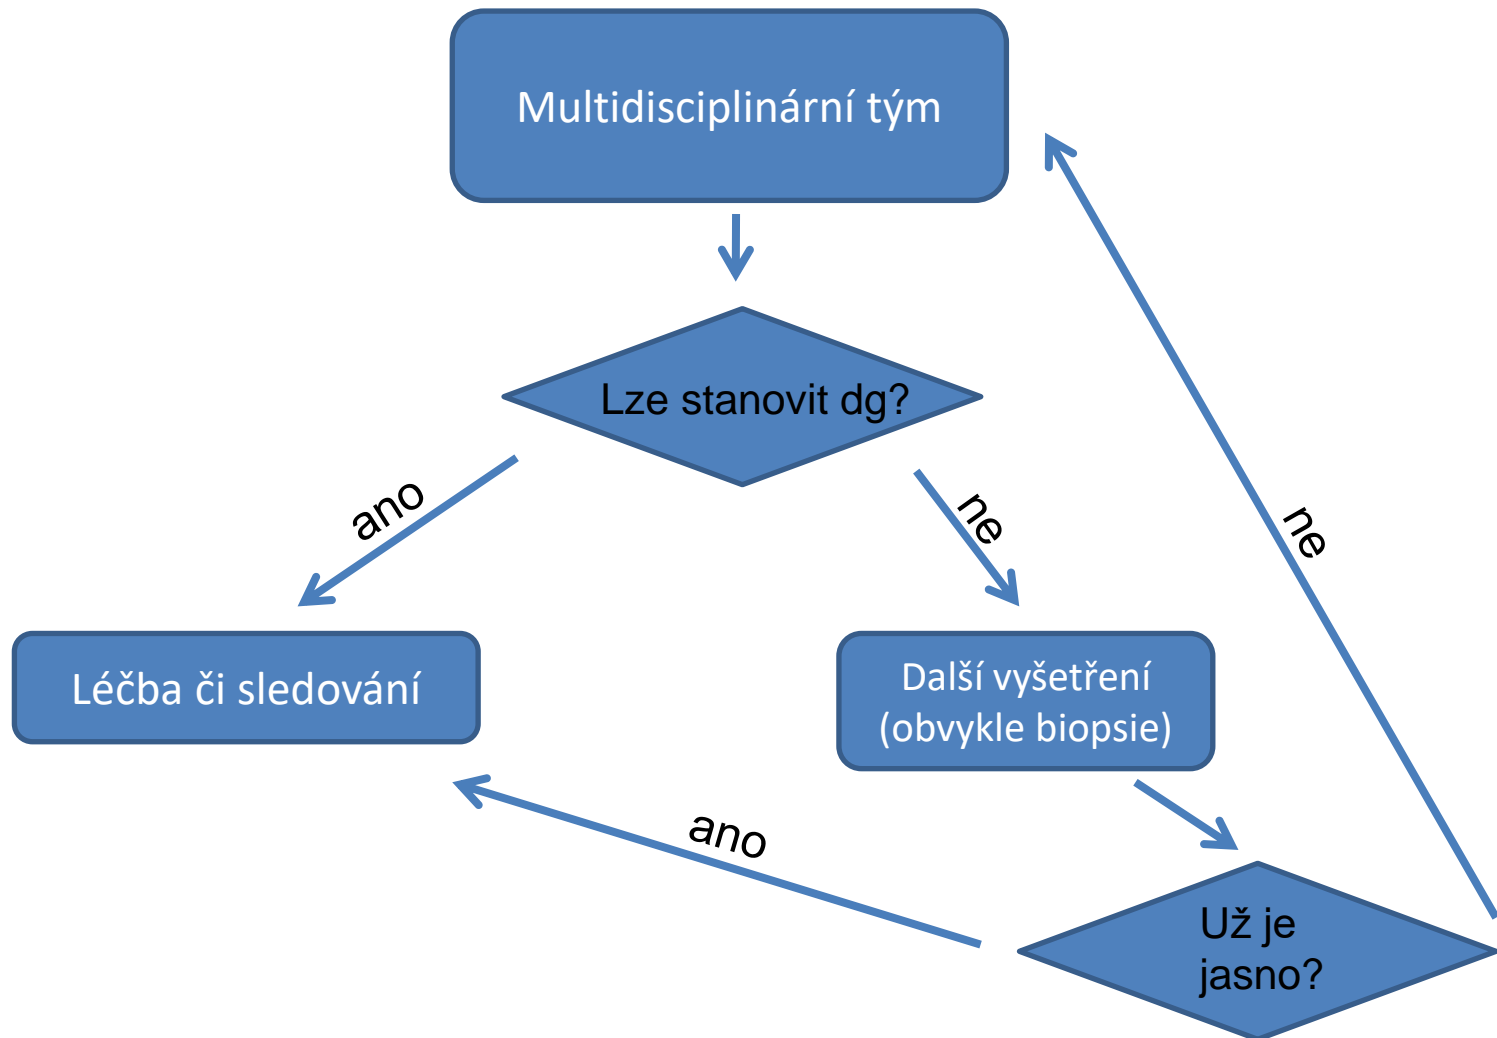 Multidisciplinární tým
Lze stanovit dg?
ano
ne
ne
Léčba či sledování
Další vyšetření
(obvykle biopsie)
ano
Už je
jasno?